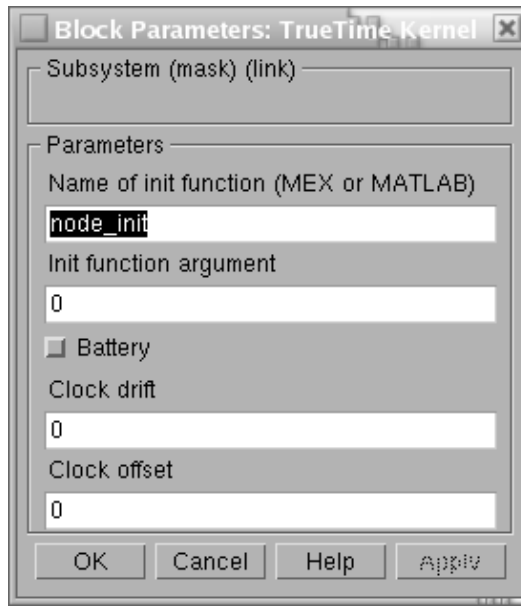 Block Parameters: TrueTime Kernel
Subsystem (mask) (link)
Parameters
Name of init function (MEX or MATLAB)
node_init
Init function argument
0
Battery
Clock drift
0
Clock offset
0
OK Cancel Help Apply